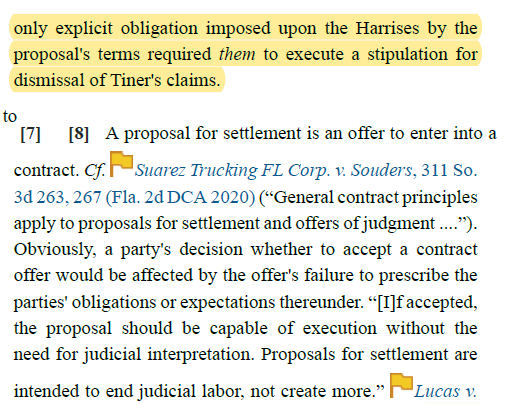 only explicit obligation imposed upon the Harrises by the
proposal's terms required them to execute a stipulation for
dismissal of Tiner's claims.
to
[7] [8] A proposal for settlement is an offer to enter into a
contract. Cf. Suarez Trucking FL Corp. v. Souders, 311 So.
3d 263, 267 (Fla. 2d DCA 2020) (“General contract principles
apply to proposals for settlement and offers of judgment ....”).
Obviously, a party's decision whether to accept a contract
offer would be affected by the offer's failure to prescribe the
parties' obligations or expectations thereunder. “[I]f accepted,
the proposal should be capable of execution without the
need for judicial interpretation. Proposals for settlement are
intended to end judicial labor, not create more.” Lucas v.